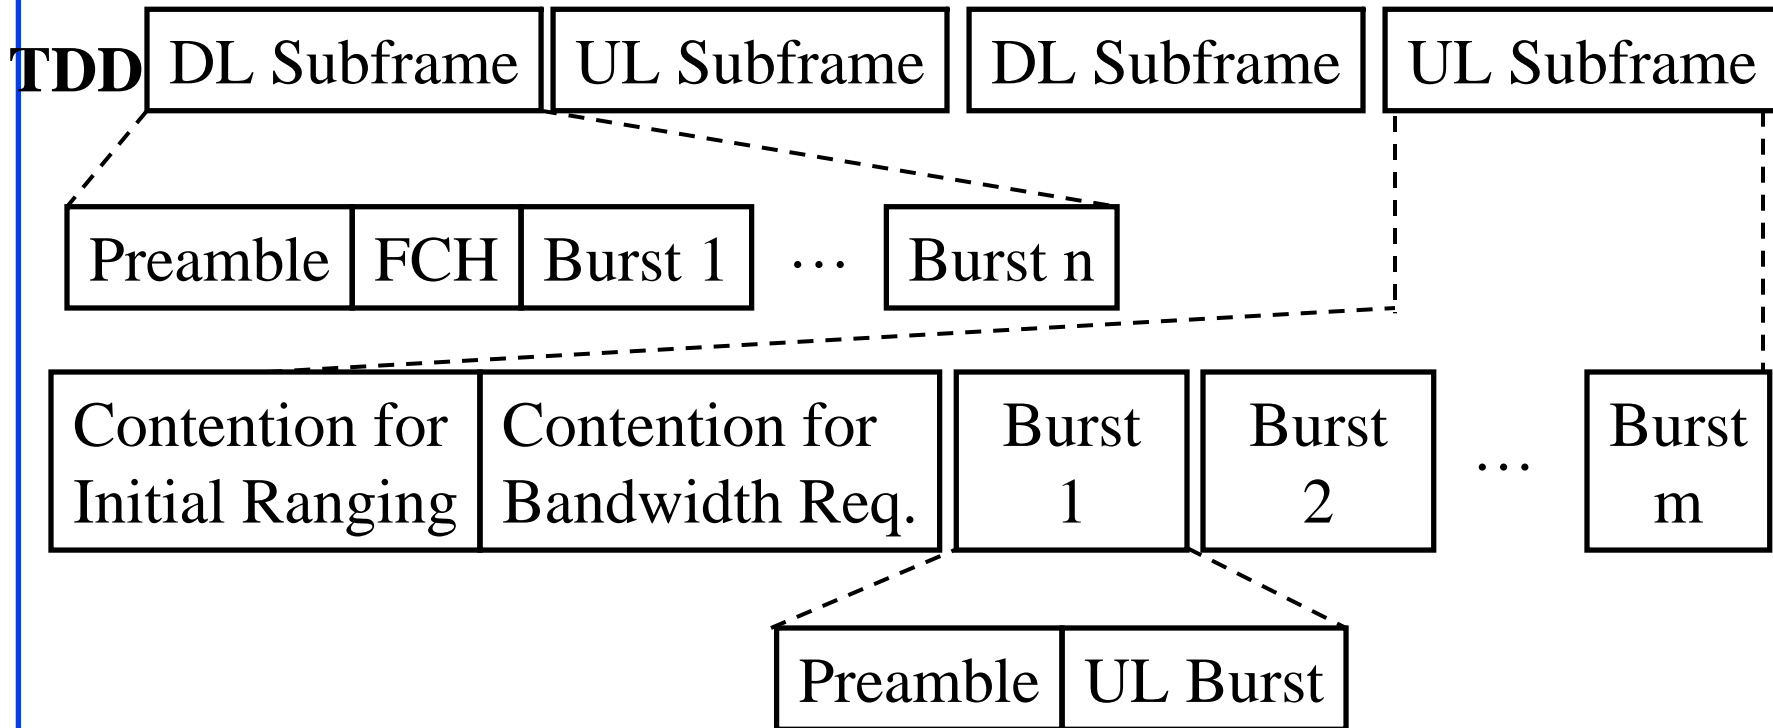 TDD DL Subframe UL Subframe DL Subframe UL Subframe
Preamble FCH Burst 1 … Burst n
Contention for Contention for Burst Burst … Burst
Initial Ranging Bandwidth Req. 1 2 m
Preamble UL Burst